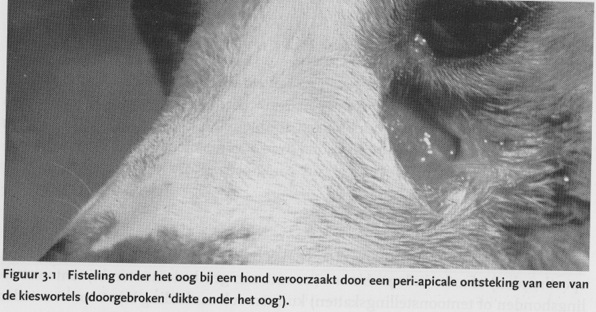 Figuur 3.1 Fisteling onder het oog bij een hond veroorzaakt door een peri-apicale ontsteking van een van
de kieswortels (doorgebroken 'dikte onder het oog').